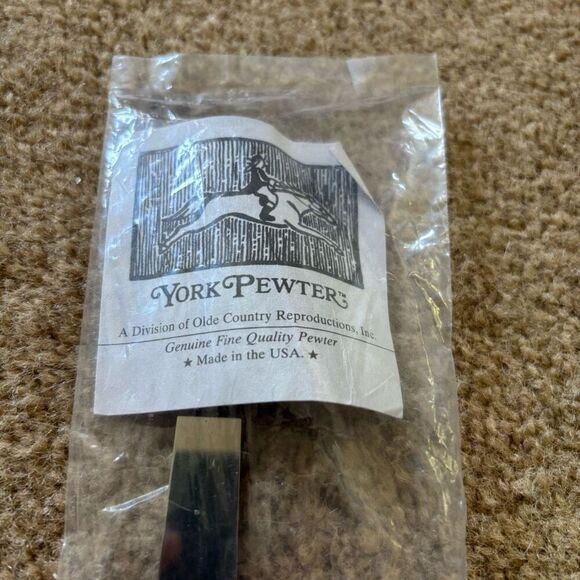 YORK PEWTER™
A Division of Olde Country Reproductions, Inc.
Genuine Fine Quality Pewter
★ Made in the USA. ★